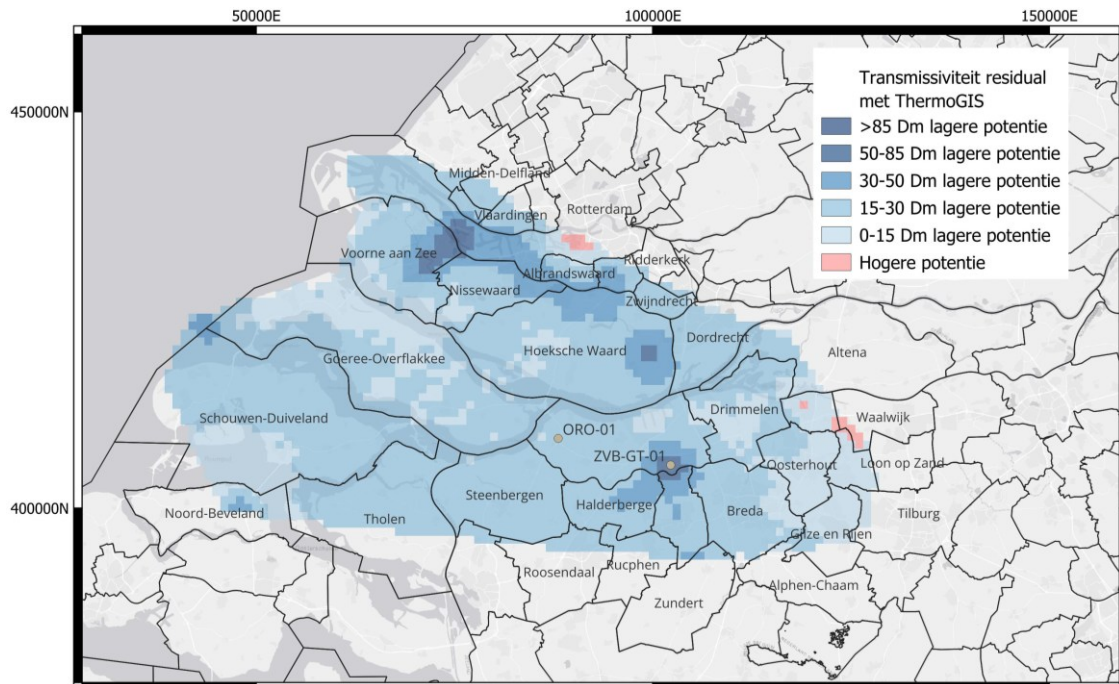 50000E
100000E
150000E
450000N
400000N
Transmissiviteit residual
met ThermoGIS
>85 Dm lagere potentie
50-85 Dm lagere potentie
30-50 Dm lagere potentie
15-30 Dm lagere potentie
0-15 Dm lagere potentie
Hogere potentie
Midden-Delfland
Vlaardingen
Rotterdam
Voorne aan Zee
Albrandswaard
Ridderkerk
Nissewaard
Zwijndrecht
Hoeksche Waard
Dordrecht
Goeree-Overflakkee
Altena
Schouwen-Duiveland
Drimmelen
Waalwijk
ORO-01
ZVB-GT-01
Oosterhout
Loon op Zand
Steenbergen
Halderberge
Noord-Beveland
Tholen
Breda
Tilburg
Gilze en Rijen
Roosendaal
Rucphen
Alphen-Chaam
Zundert